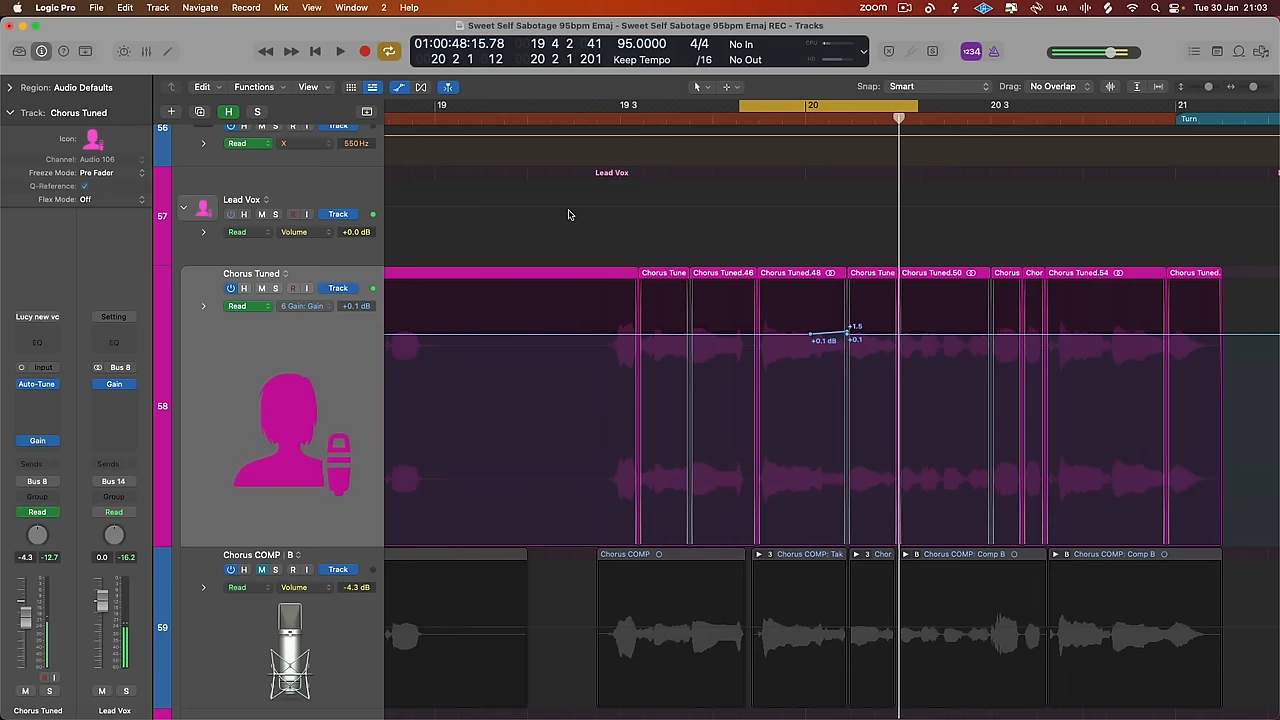 Logic Pro File Edit Track Navigate Record Mix View Window 2 Help zoom UA Tue 30 Jan 21:03
Sweet Self Sabotage 95bpm Emaj - Sweet Self Sabotage 95bpm Emaj REC - Tracks
01:00:48:15.78 19 4 2 41 95.0000 4/4 No In CPU
20 2 1 12 20 2 1 201 Keep Tempo /16 No Out HD
1234
Region: Audio Defaults
Edit Functions View Snap: Smart Drag: No Overlap
Track: Chorus Tuned
H S
19 19 3 20 20 3 21
Turn
Icon:
Channel: Audio 106
Freeze Mode: Pre Fader
Q-Reference:
Flex Mode: Off
56 H M S R I Track
Read X 550 Hz
Lead Vox
57
Lead Vox
H M S R I Track
Read Volume +0.0 dB
Chorus Tuned
H M S R I Track
Read 6 Gain: Gain +0.1 dB
58
Chorus Tune Chorus Tuned.46 Chorus Tuned.48 Chorus Tune Chorus Tuned.50 Chorus Chor Chorus Tuned.54 Chorus Tuned.
+1.5
+0.1 dB +0.1
Lucy new vc Setting
EQ EQ
Input Bus 8
Auto-Tune Gain
Gain
Sends Sends
Bus 8 Bus 14
Group Group
Read Read
-4.3 -12.7 0.0 -16.2
R I
M S M S
Chorus Tuned Lead Vox
Chorus COMP B
H M S R I Track
Read Volume -4.3 dB
59
Chorus COMP 3 Chorus COMP: Tak 3 Chor B Chorus COMP: Comp B B Chorus COMP: Comp B